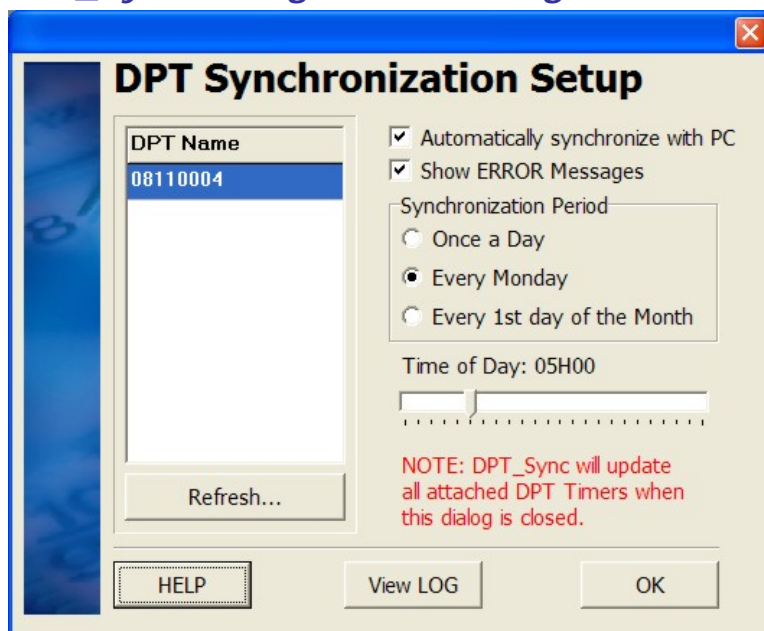 DPT Synchronization Setup
DPT Name
08110004
Refresh...
Automatically synchronize with PC
Show ERROR Messages
Synchronization Period
Once a Day
Every Monday
Every 1st day of the Month
Time of Day: 05H00
NOTE: DPT_Sync will update
all attached DPT Timers when
this dialog is closed.
HELP
View LOG
OK